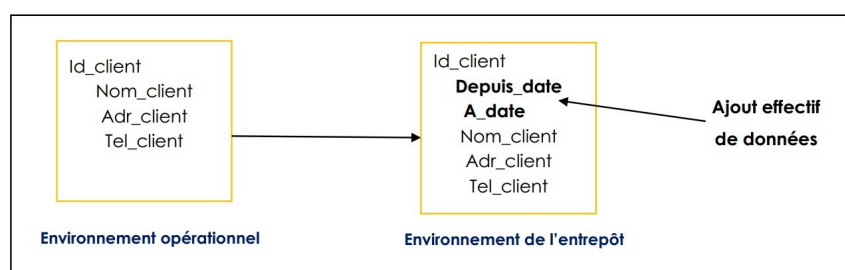 Id_client
Nom_client
Adr_client
Tel_client
Environnement opérationnel
Id_client
Depuis_date
A_date
Nom_client
Adr_client
Tel_client
Environnement de l'entrepôt
Ajout effectif
de données